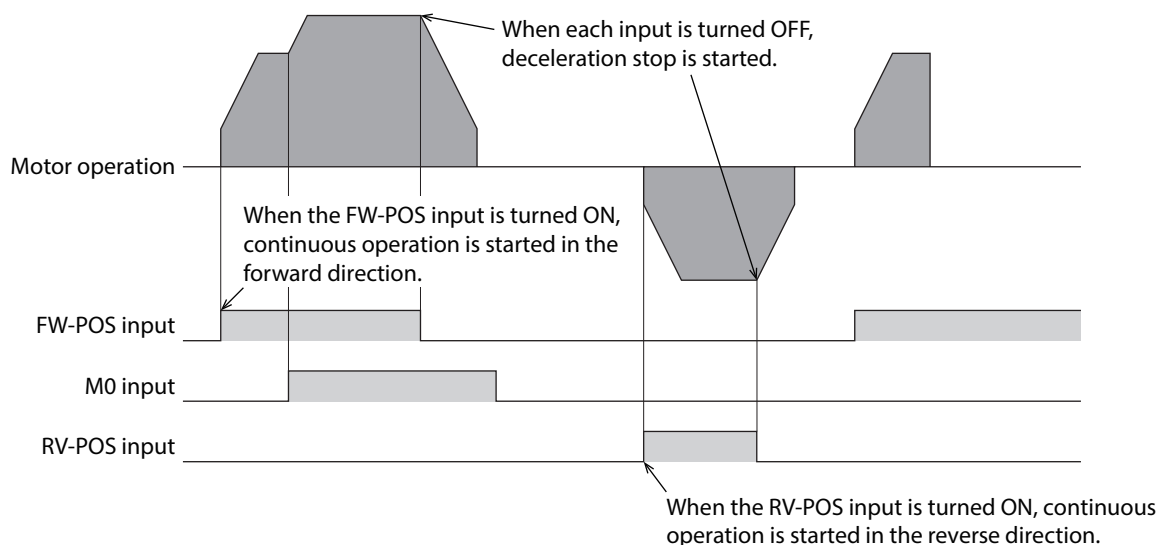 When each input is turned OFF,
deceleration stop is started.
Motor operation
When the FW-POS input is turned ON,
continuous operation is started in the
forward direction.
FW-POS input
M0 input
RV-POS input
When the RV-POS input is turned ON, continuous
operation is started in the reverse direction.